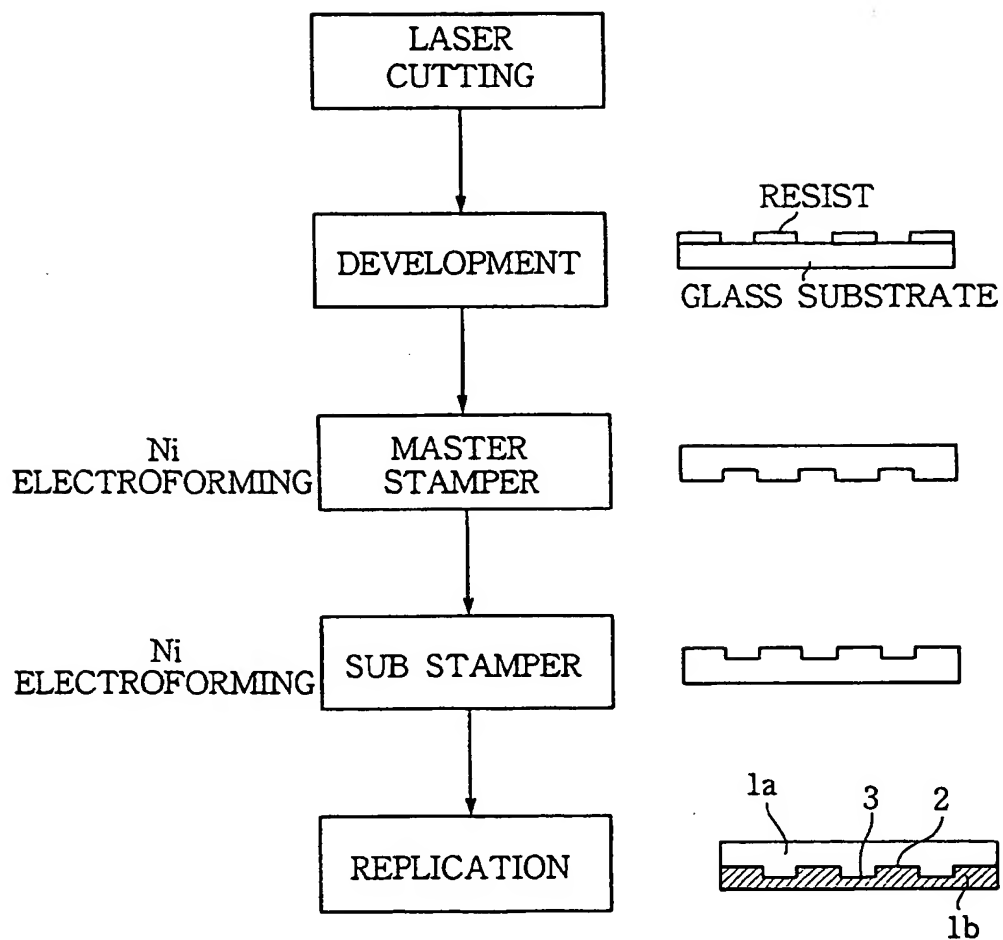 LASER
CUTTING
RESIST
DEVELOPMENT
GLASS SUBSTRATE
Ni
ELECTROFORMING
MASTER
STAMPER
Ni
ELECTROFORMING
SUB STAMPER
1a
3
2
REPLICATION
1b